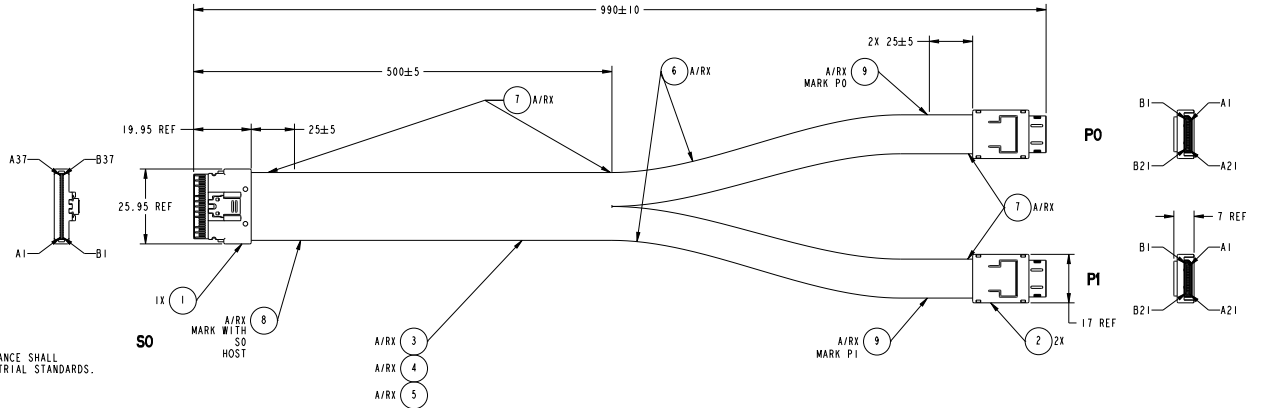 990±10
2X 25±5
500±5
6 A/RX
A/RX 9
MARK P0
7 A/RX
19.95 REF
25±5
B1 A1
P0
A37 B37
B21 A21
25.95 REF
7 A/RX
7 REF
B1 A1
A1 B1
P1
1X 1
B21 A21
17 REF
A/RX 8
MARK WITH
S0
HOST
S0
A/RX 3
A/RX 9
MARK P1
2 2X
ANCE SHALL
TRIAL STANDARDS.
A/RX 4
A/RX 5